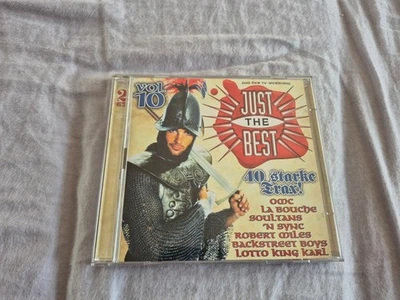 2
VOL
10
JUST
THE
BEST
40 starke
Trax!
OMC
LA BOUCHE
SOULTANS
'N SYNC
ROBERT MILES
BACKSTREET BOYS
LOTTO KING KARL